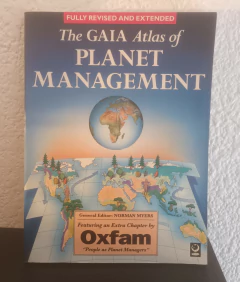 FULLY REVISED AND EXTENDED
The GAIA Atlas of
PLANET
MANAGEMENT
General Editor: NORMAN MYERS
Featuring an Extra Chapter by
Oxfam
"People as Planet Managers"